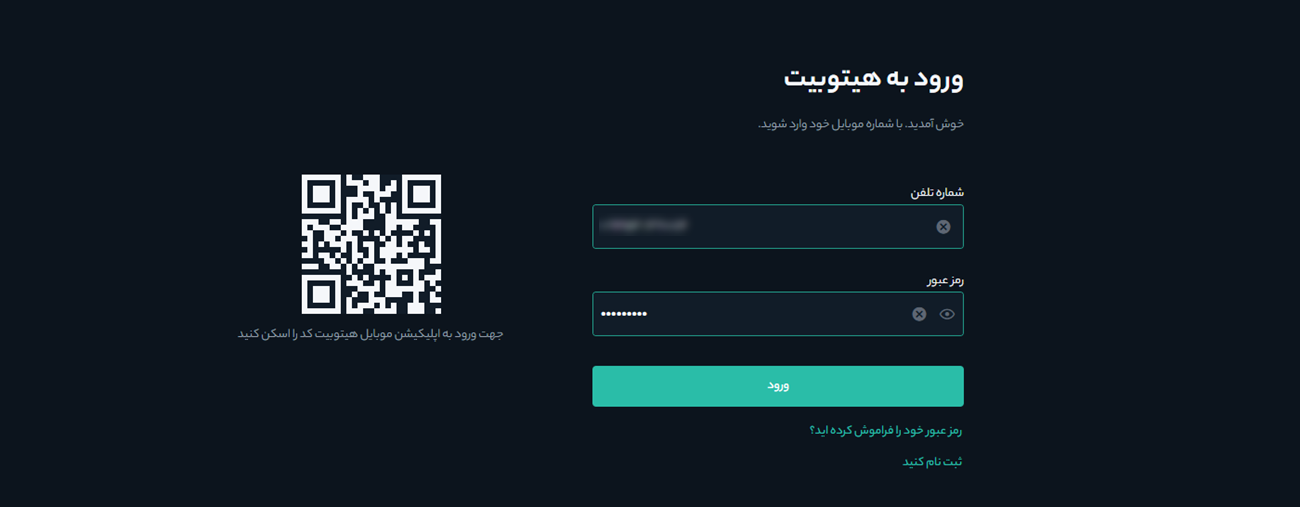 ورود به هیتوبیت
خوش آمدید. با شماره موبایل خود وارد شوید.
شماره تلفن
رمز عبور
•••••••••
ورود
رمز عبور خود را فراموش کرده اید؟
ثبت نام کنید
جهت ورود به اپلیکیشن موبایل هیتوبیت کد را اسکن کنید